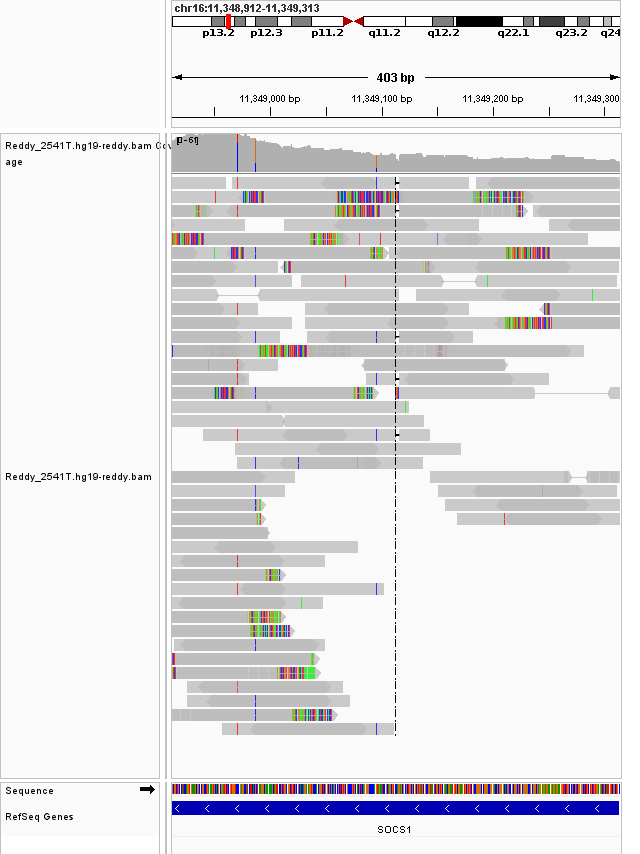 chr16:11,348,912-11,349,313
p13.2 p12.3 p11.2 q11.2 q12.2 q22.1 q23.2 q24
403 bp
11,349,000 bp 11,349,100 bp 11,349,200 bp 11,349,300
Reddy_2541T.hg19-reddy.bam Cov
age
[0-61]
Reddy_2541T.hg19-reddy.bam
Sequence
RefSeq Genes
SOCS1